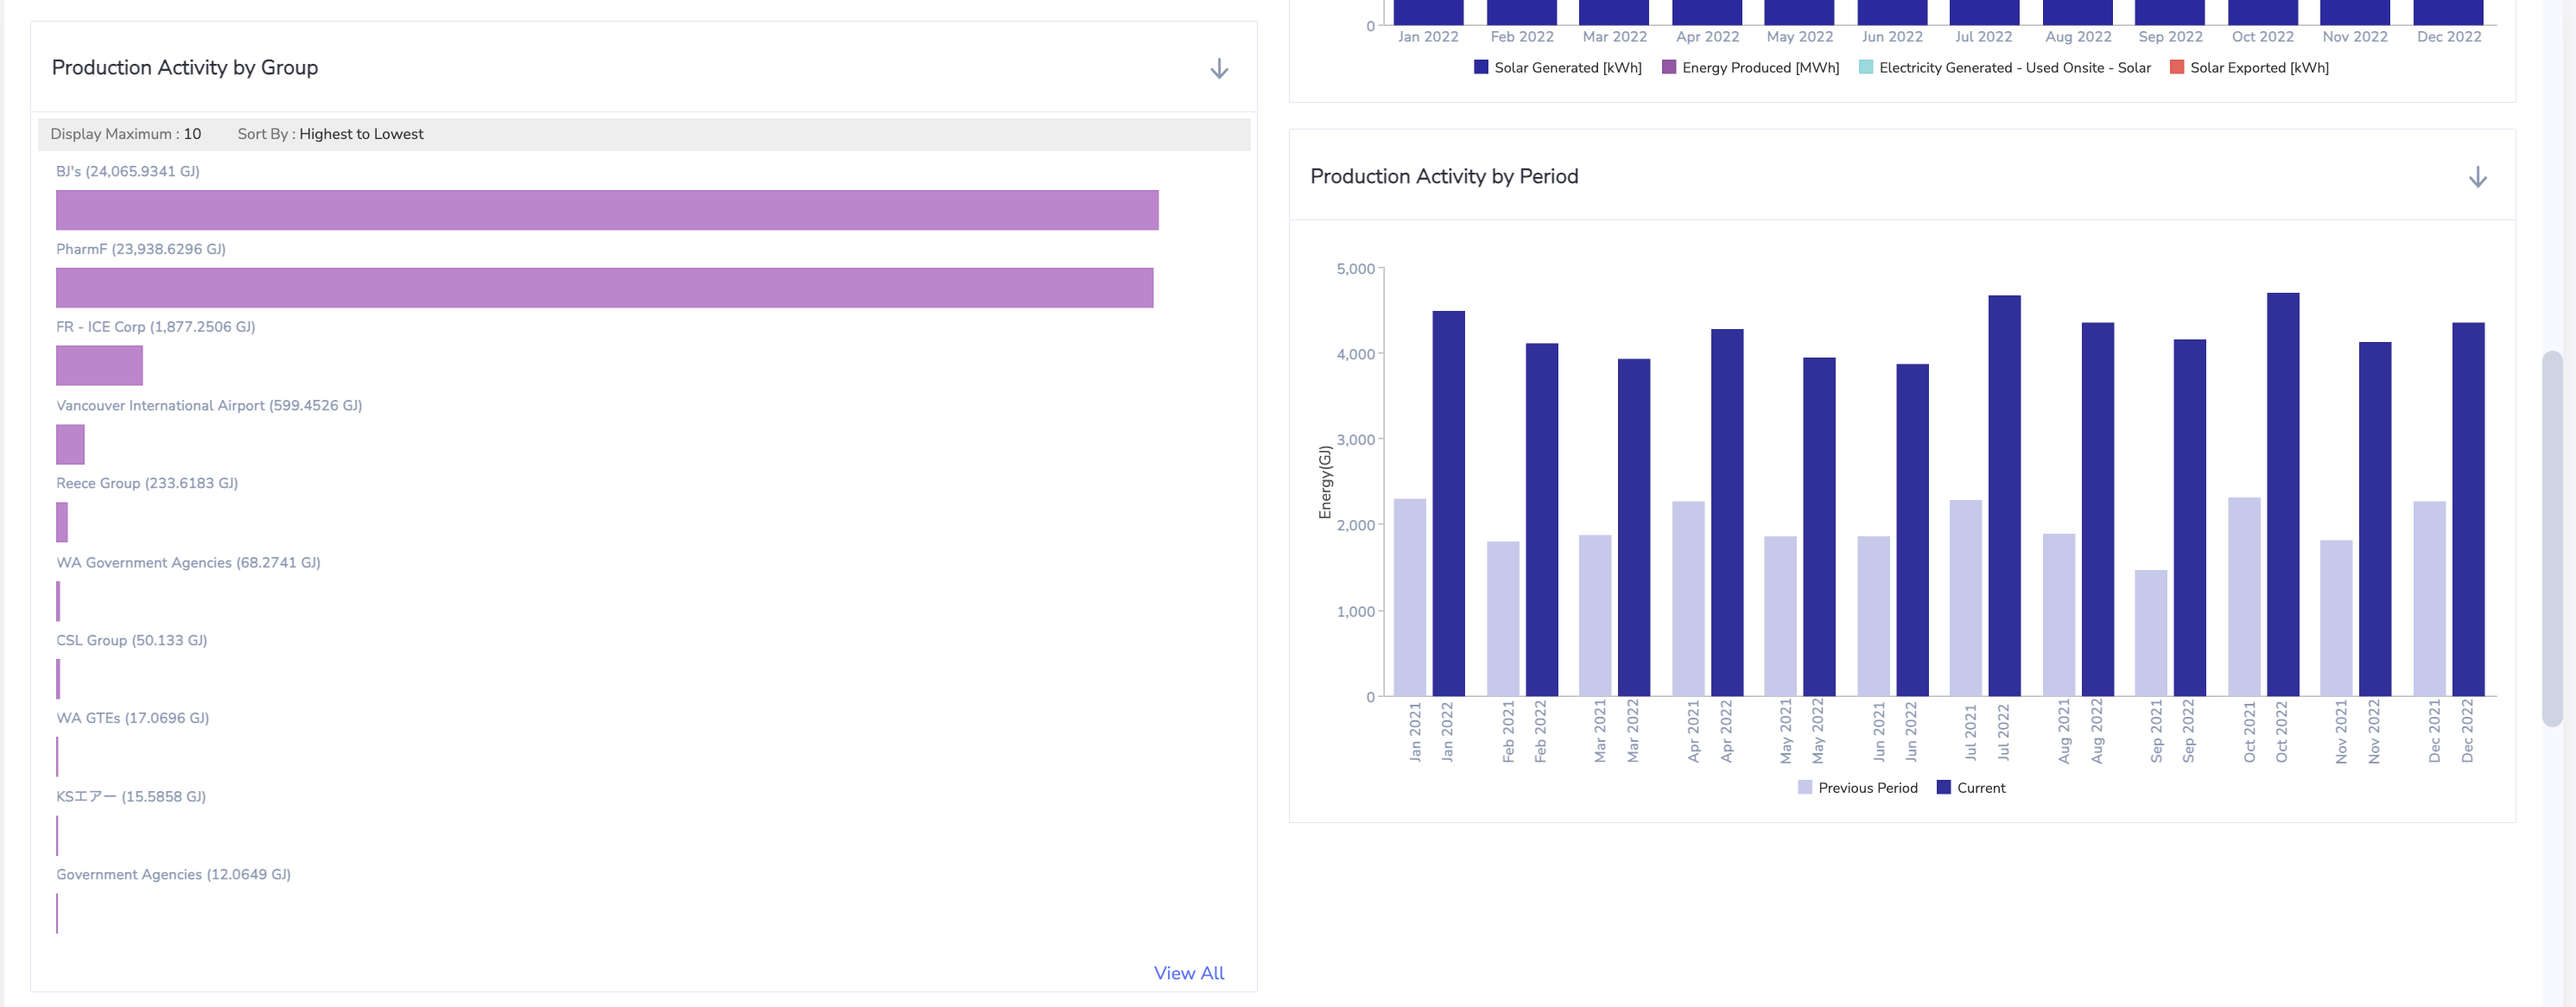 Production Activity by Group
Display Maximum : 10 Sort By : Highest to Lowest
BJ's (24,065.9341 GJ)
PharmF (23,938.6296 GJ)
FR - ICE Corp (1,877.2506 GJ)
Vancouver International Airport (599.4526 GJ)
Reece Group (233.6183 GJ)
WA Government Agencies (68.2741 GJ)
CSL Group (50.133 GJ)
WA GTEs (17.0696 GJ)
KSエアー (15.5858 GJ)
Government Agencies (12.0649 GJ)
View All
0
Jan 2022 Feb 2022 Mar 2022 Apr 2022 May 2022 Jun 2022 Jul 2022 Aug 2022 Sep 2022 Oct 2022 Nov 2022 Dec 2022
Solar Generated [kWh] Energy Produced [MWh] Electricity Generated - Used Onsite - Solar Solar Exported [kWh]
Production Activity by Period
Energy(GJ)
5,000
4,000
3,000
2,000
1,000
0
Jan 2021
Jan 2022
Feb 2021
Feb 2022
Mar 2021
Mar 2022
Apr 2021
Apr 2022
May 2021
May 2022
Jun 2021
Jun 2022
Jul 2021
Jul 2022
Aug 2021
Aug 2022
Sep 2021
Sep 2022
Oct 2021
Oct 2022
Nov 2021
Nov 2022
Dec 2021
Dec 2022
Previous Period Current